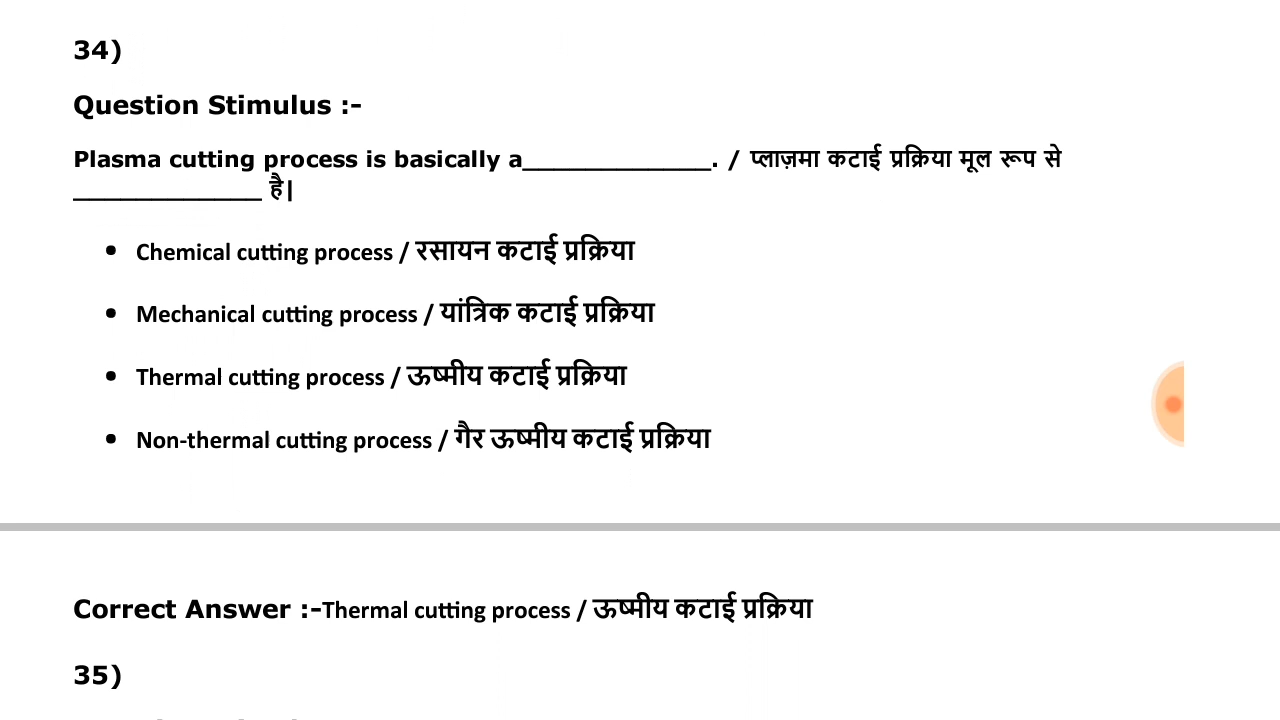 34)
Question Stimulus :-
Plasma cutting process is basically a______________. / प्लाज़मा कटाई प्रक्रिया मूल रूप से
______________ है|
• Chemical cutting process / रसायन कटाई प्रक्रिया
• Mechanical cutting process / यांत्रिक कटाई प्रक्रिया
• Thermal cutting process / ऊष्मीय कटाई प्रक्रिया
• Non-thermal cutting process / गैर ऊष्मीय कटाई प्रक्रिया
Correct Answer :-Thermal cutting process / ऊष्मीय कटाई प्रक्रिया
35)